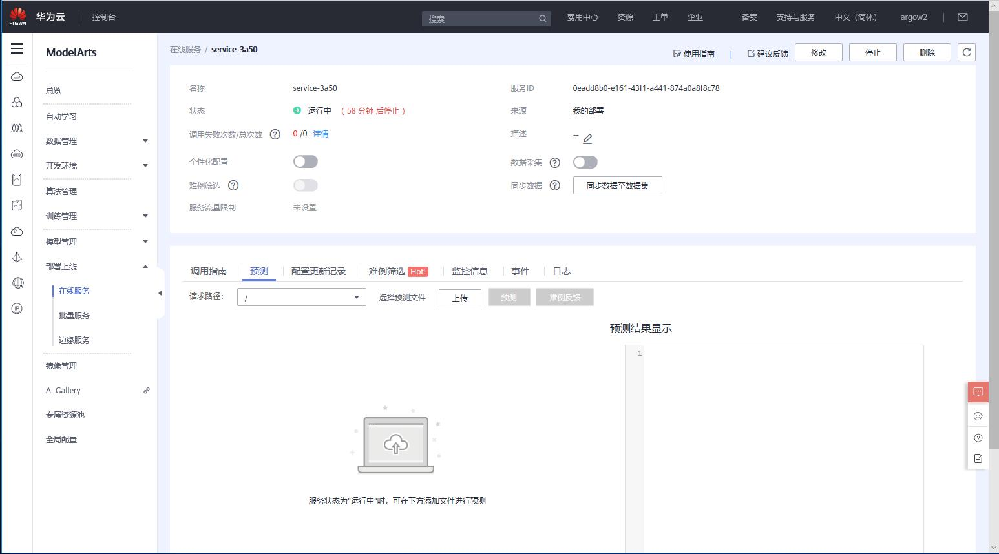 HUAWEI
华为云
控制台
搜索
费用中心
资源
工单
企业
备案
支持与服务
中文（简体）
argow2
ModelArts
总览
自动学习
数据管理
开发环境
算法管理
训练管理
模型管理
部署上线
在线服务
批量服务
边缘服务
镜像管理
AI Gallery
专属资源池
全局配置
在线服务 / service-3a50
使用指南
建议反馈
修改
停止
删除
名称 service-3a50
服务ID 0eadd8b0-e161-43f1-a441-874a0a8f8c78
状态 运行中 （58 分钟 后停止）
来源 我的部署
调用失败次数/总次数 ? 0 /0 详情
描述 --
个性化配置
数据采集 ?
难例筛选 ?
同步数据 ? 同步数据至数据集
服务流量限制 未设置
调用指南
预测
配置更新记录
难例筛选 Hot!
监控信息
事件
日志
请求路径： /
选择预测文件
上传
预测
难例反馈
预测结果显示
1
服务状态为“运行中”时，可在下方添加文件进行预测